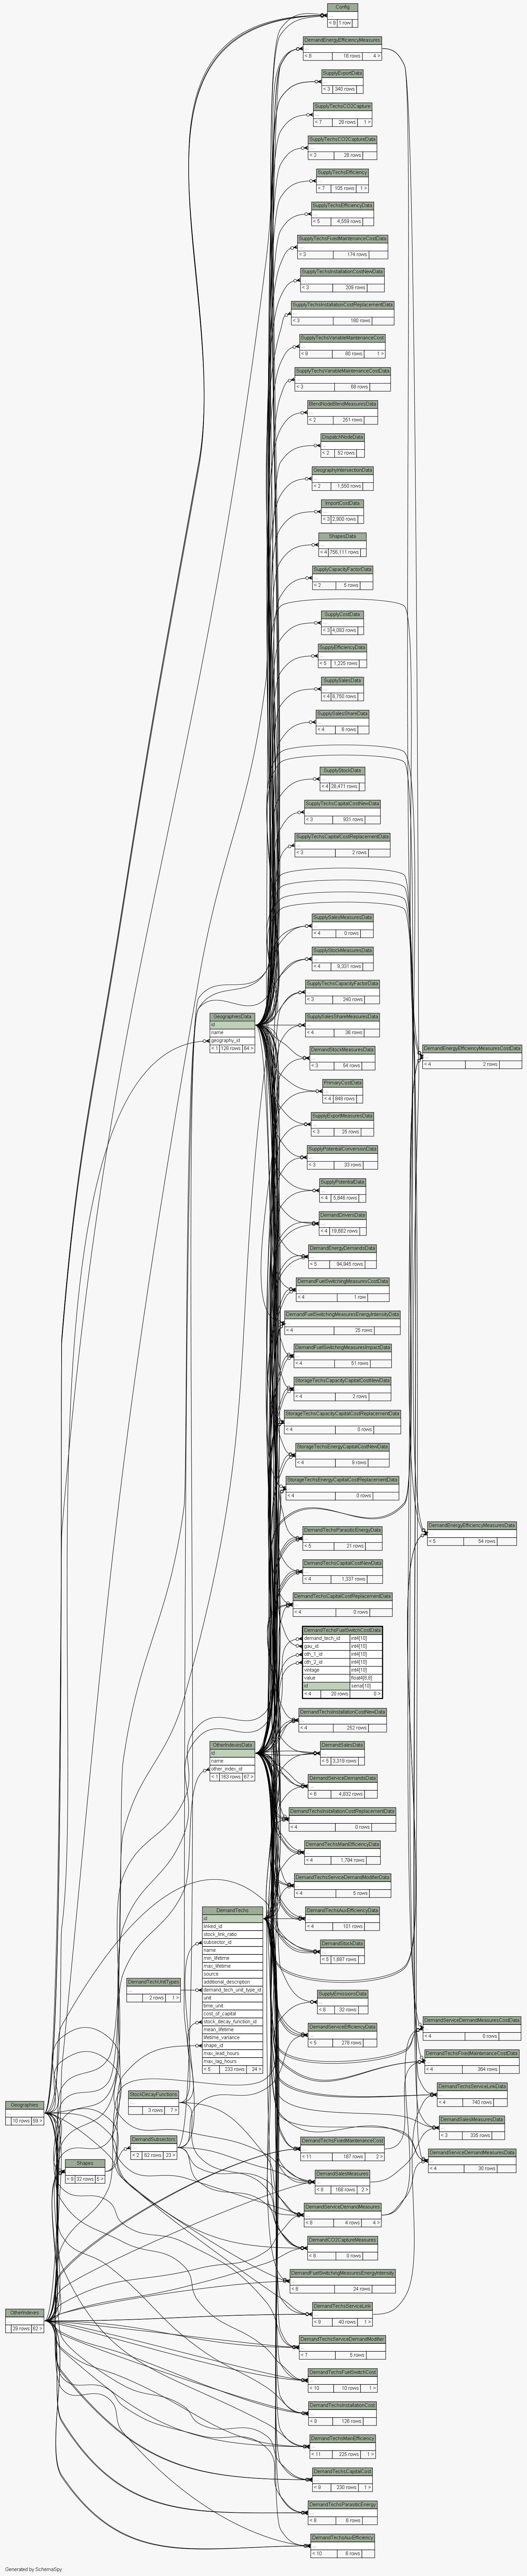 Config
< 8 1 row
DemandEnergyEfficiencyMeasures
< 8 16 rows 4 >
SupplyExportData
< 3 340 rows
SupplyTechsCO2Capture
< 7 26 rows 1 >
SupplyTechsCO2CaptureData
< 2 26 rows
SupplyTechsEfficiency
< 7 105 rows 1 >
SupplyTechsEfficiencyData
< 5 4,559 rows
SupplyTechsFixedMaintenanceCostData
< 3 174 rows
SupplyTechsInstallationCostNewData
< 3 209 rows
SupplyTechsInstallationCostReplacementData
< 3 180 rows
SupplyTechsVariableMaintenanceCost
< 9 80 rows 1 >
SupplyTechsVariableMaintenanceCostData
< 3 88 rows
BlendNodeBlendMeasuresData
< 2 251 rows
DispatchNodeData
< 2 52 rows
GeographyIntersectionData
< 2 1,550 rows
ImportCostData
< 3 2,900 rows
ShapesData
< 4 756,111 rows
SupplyCapacityFactorData
< 2 5 rows
SupplyCostData
< 3 4,093 rows
SupplyEfficiencyData
< 5 1,225 rows
SupplySalesData
< 4 8,750 rows
SupplySalesShareData
< 4 6 rows
SupplyStockData
< 4 26,471 rows
SupplyTechsCapitalCostNewData
< 3 931 rows
SupplyTechsCapitalCostReplacementData
< 3 2 rows
SupplySalesMeasuresData
< 4 0 rows
SupplyStockMeasuresData
< 4 9,331 rows
SupplyTechsCapacityFactorData
< 3 240 rows
GeographiesData
id
name
geography_id
< 1 128 rows 64 >
SupplySalesShareMeasuresData
< 4 36 rows
DemandStockMeasuresData
< 3 54 rows
DemandEnergyEfficiencyMeasuresCostData
< 4 2 rows
PrimaryCostData
< 4 846 rows
SupplyExportMeasuresData
< 3 25 rows
SupplyPotentialConversionData
< 3 33 rows
SupplyPotentialData
< 4 5,846 rows
DemandDriversData
< 4 19,662 rows
DemandEnergyDemandsData
< 5 94,945 rows
DemandFuelSwitchingMeasuresCostData
< 4 1 row
DemandFuelSwitchingMeasuresEnergyIntensityData
< 4 25 rows
DemandFuelSwitchingMeasuresImpactData
< 4 51 rows
StorageTechsCapacityCapitalCostNewData
< 4 2 rows
StorageTechsCapacityCapitalCostReplacementData
< 4 0 rows
StorageTechsEnergyCapitalCostNewData
< 4 9 rows
StorageTechsEnergyCapitalCostReplacementData
< 4 0 rows
DemandEnergyEfficiencyMeasuresData
< 5 54 rows
DemandTechsParasiticEnergyData
< 5 21 rows
DemandTechsCapitalCostNewData
< 4 1,337 rows
DemandTechsCapitalCostReplacementData
< 4 0 rows
DemandTechsFuelSwitchCostData
demand_tech_id int4[10]
gau_id int4[10]
oth_1_id int4[10]
oth_2_id int4[10]
vintage int4[10]
value float4[8,8]
id serial[10]
< 4 20 rows 0 >
DemandTechsInstallationCostNewData
< 4 252 rows
OtherIndexesData
id
name
other_index_id
< 1 183 rows 67 >
DemandSalesData
< 5 3,318 rows
DemandServiceDemandsData
< 6 4,832 rows
DemandTechsInstallationCostReplacementData
< 4 0 rows
DemandTechsMainEfficiencyData
< 4 1,784 rows
DemandTechsServiceDemandModifierData
< 4 5 rows
DemandTechs
id
linked_id
stock_link_ratio
subsector_id
name
min_lifetime
max_lifetime
source
additional_description
demand_tech_unit_type_id
unit
time_unit
cost_of_capital
stock_decay_function_id
mean_lifetime
lifetime_variance
shape_id
max_lead_hours
max_lag_hours
< 5 233 rows 24 >
DemandTechsAuxEfficiencyData
< 4 101 rows
DemandStockData
< 5 1,697 rows
DemandTechUnitTypes
2 rows 1 >
SupplyEmissionsData
< 6 32 rows
DemandServiceEfficiencyData
< 5 279 rows
DemandServiceDemandMeasuresCostData
< 4 0 rows
DemandTechsFixedMaintenanceCostData
< 4 364 rows
DemandTechsServiceLinkData
< 4 740 rows
StockDecayFunctions
3 rows 7 >
Geographies
10 rows 59 >
DemandSalesMeasuresData
< 3 335 rows
DemandSubsectors
< 2 62 rows 23 >
DemandTechsFixedMaintenanceCost
< 11 187 rows 2 >
DemandServiceDemandMeasuresData
< 4 30 rows
Shapes
< 9 32 rows 5 >
DemandSalesMeasures
< 8 188 rows 2 >
DemandServiceDemandMeasures
< 8 4 rows 4 >
DemandCO2CaptureMeasures
< 8 0 rows
DemandFuelSwitchingMeasuresEnergyIntensity
< 8 24 rows
OtherIndexes
29 rows 62 >
DemandTechsServiceLink
< 9 40 rows 1 >
DemandTechsServiceDemandModifier
< 7 5 rows
DemandTechsFuelSwitchCost
< 10 10 rows 1 >
DemandTechsInstallationCost
< 9 126 rows
DemandTechsMainEfficiency
< 11 225 rows 1 >
DemandTechsCapitalCost
< 9 230 rows 1 >
DemandTechsParasiticEnergy
< 8 6 rows
DemandTechsAuxEfficiency
< 10 6 rows
Generated by SchemaSpy